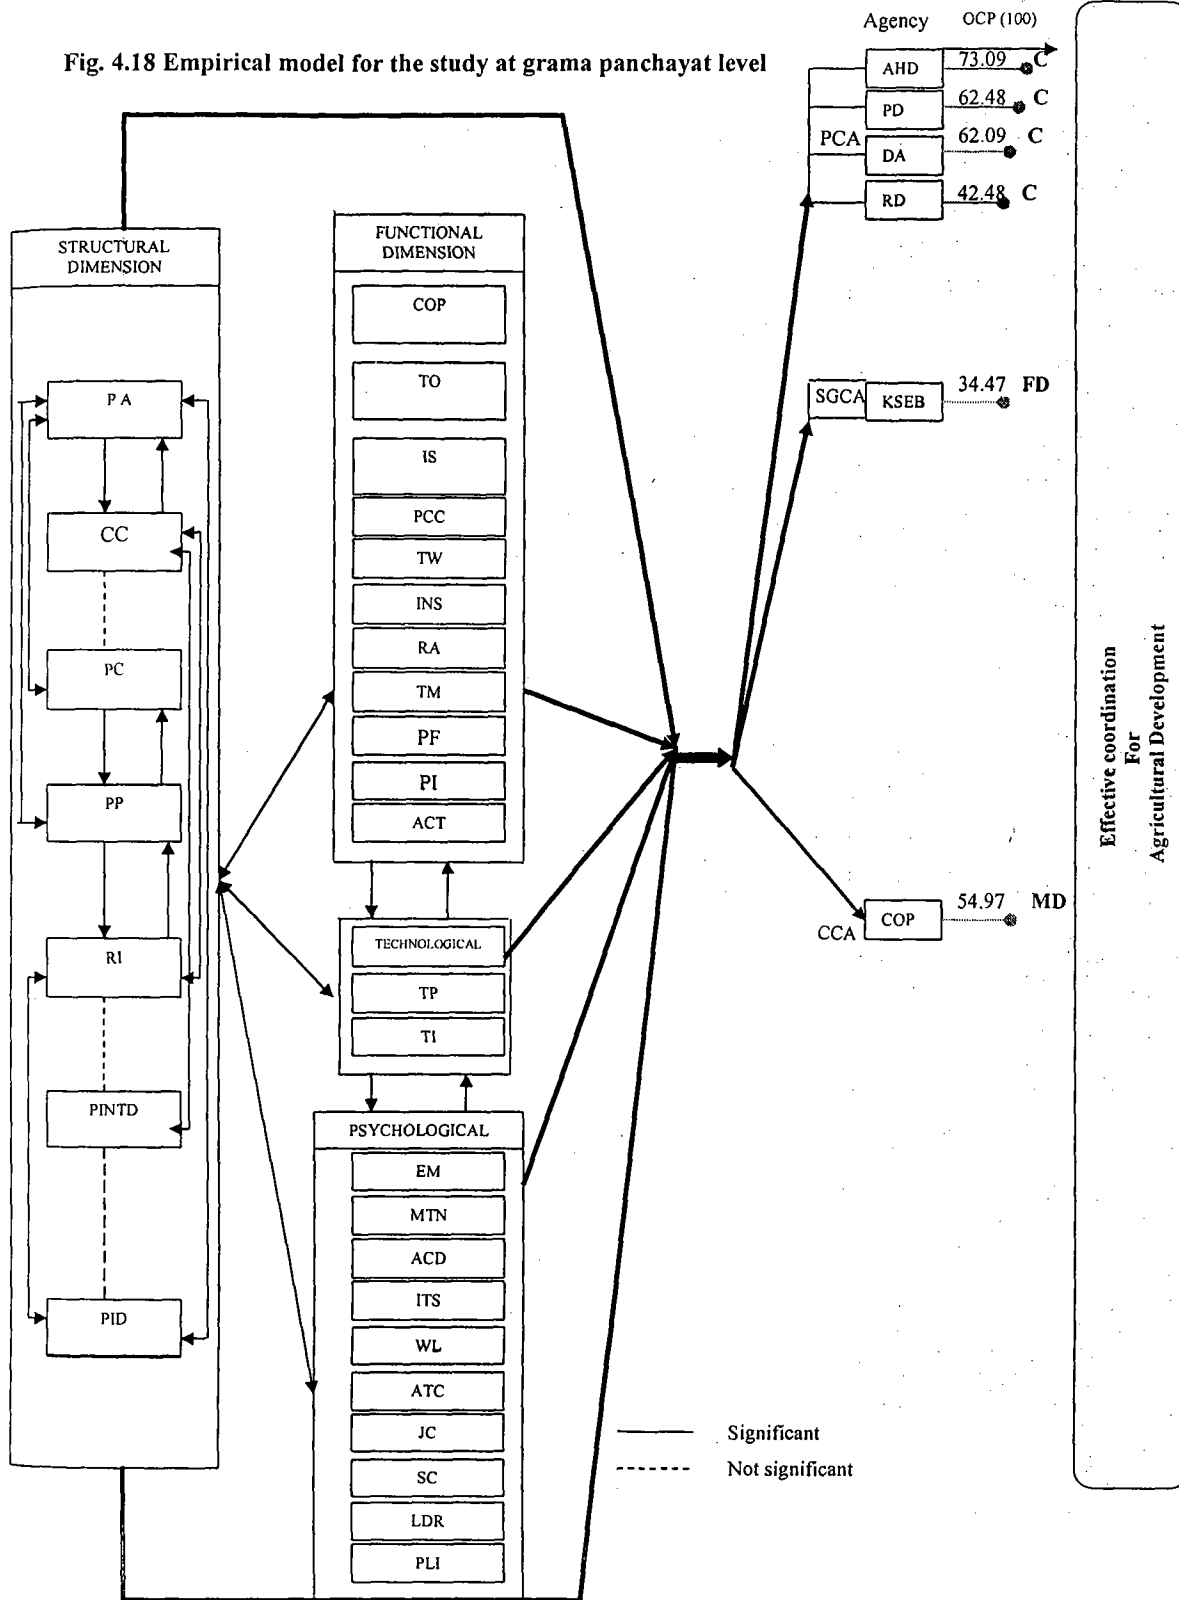 Fig. 4.18 Empirical model for the study at grama panchayat level
Agency OCP (100)
AHD 73.09 C
PD 62.48 C
PCA
DA 62.09 C
RD 42.48 C
SGCA KSEB 34.47 FD
CCA COP 54.97 MD
STRUCTURAL
DIMENSION
PA
CC
PC
PP
RI
PINTD
PID
FUNCTIONAL
DIMENSION
COP
TO
IS
PCC
TW
INS
RA
TM
PF
PI
ACT
TECHNOLOGICAL
TP
TI
PSYCHOLOGICAL
EM
MTN
ACD
ITS
WL
ATC
JC
SC
LDR
PLI
Significant
Not significant
Effective coordination
For
Agricultural Development